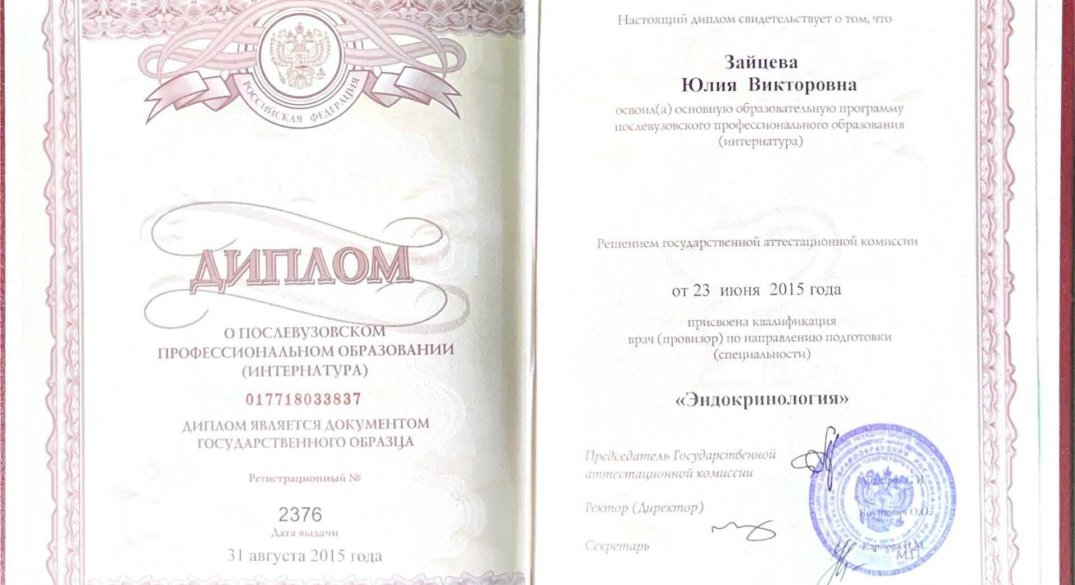 РОССИЙСКАЯ ФЕДЕРАЦИЯ
ДИПЛОМ
О ПОСЛЕВУЗОВСКОМ
ПРОФЕССИОНАЛЬНОМ ОБРАЗОВАНИИ
(ИНТЕРНАТУРА)
017718033837
ДИПЛОМ ЯВЛЯЕТСЯ ДОКУМЕНТОМ
ГОСУДАРСТВЕННОГО ОБРАЗЦА
Регистрационный №
2376
Дата выдачи
31 августа 2015 года
Настоящий диплом свидетельствует о том, что
Зайцева
Юлия Викторовна
освоил(а) основную образовательную программу
послевузовского профессионального образования
(интернатура)
Решением государственной аттестационной комиссии
от 23 июня 2015 года
присвоена квалификация
врач (провизор) по направлению подготовки
(специальности)
«Эндокринология»
Председатель Государственной
аттестационной комиссии
Ректор (Директор)
Янушевич О.О.
Секретарь
М.П.